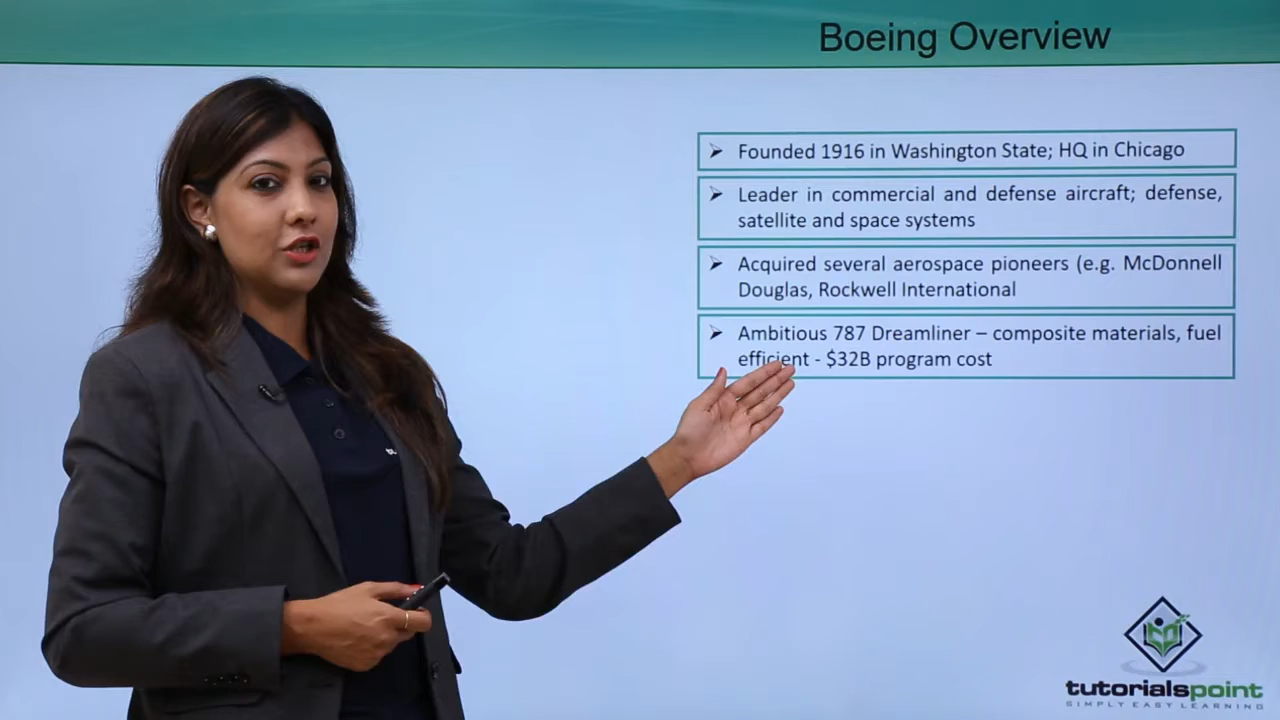 Boeing Overview
➢ Founded 1916 in Washington State; HQ in Chicago
➢ Leader in commercial and defense aircraft; defense,
satellite and space systems
➢ Acquired several aerospace pioneers (e.g. McDonnell
Douglas, Rockwell International
➢ Ambitious 787 Dreamliner – composite materials, fuel
efficient - $32B program cost
tutorialspoint
SIMPLY EASY LEARNING